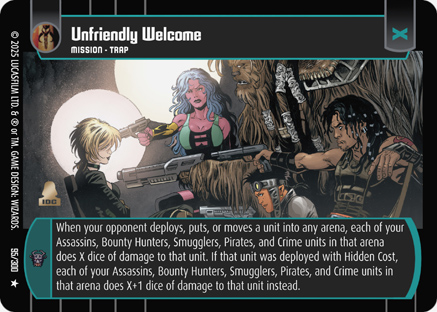 Unfriendly Welcome
MISSION - TRAP
X
IDC
When your opponent deploys, puts, or moves a unit into any arena, each of your
Assassins, Bounty Hunters, Smugglers, Pirates, and Crime units in that arena
does X dice of damage to that unit. If that unit was deployed with Hidden Cost,
each of your Assassins, Bounty Hunters, Smugglers, Pirates, and Crime units in
that arena does X+1 dice of damage to that unit instead.
© 2025 LUCASFILM LTD. & ® or TM. GAME DESIGN: WIZARDS.
95/300